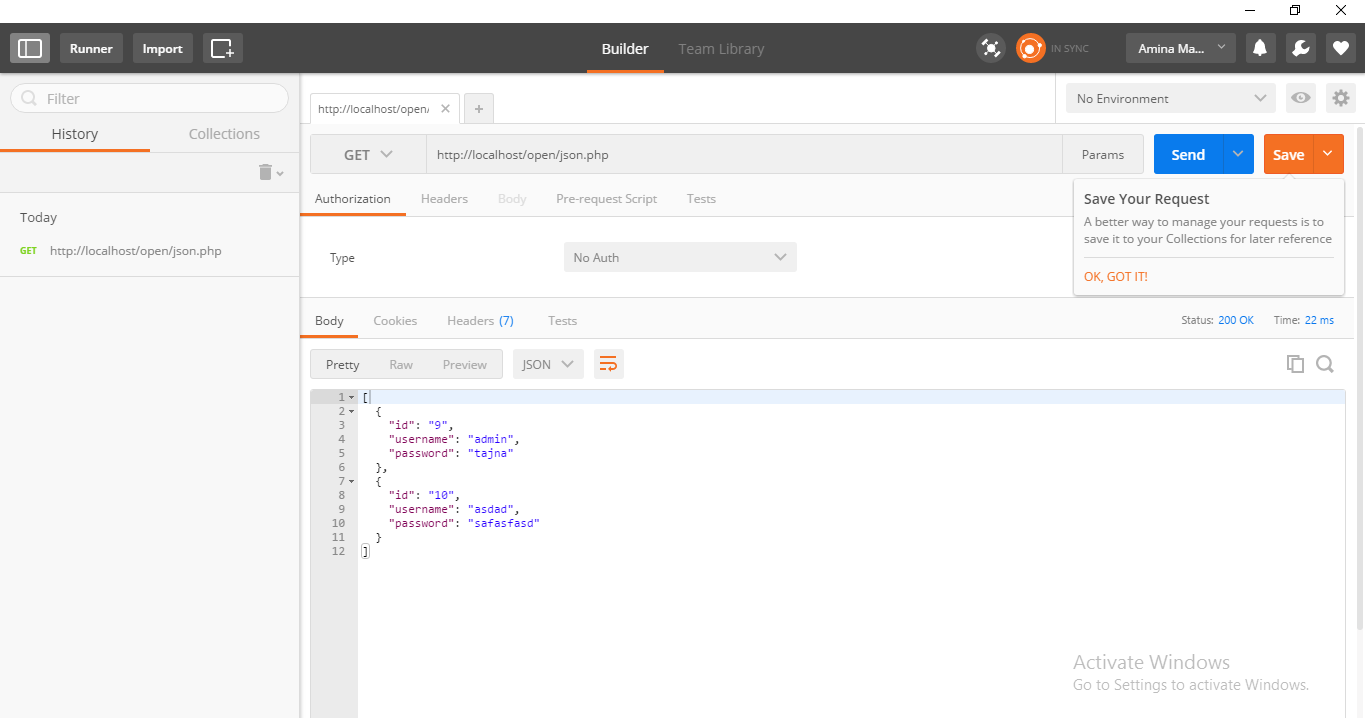 Runner
Import
Builder
Team Library
IN SYNC
Amina Ma...
Filter
History
Collections
Today
GET http://localhost/open/json.php
http://localhost/open/
No Environment
GET
http://localhost/open/json.php
Params
Send
Save
Authorization
Headers
Body
Pre-request Script
Tests
Save Your Request
A better way to manage your requests is to
save it to your Collections for later reference
OK, GOT IT!
Type
No Auth
Body
Cookies
Headers (7)
Tests
Status: 200 OK
Time: 22 ms
Pretty
Raw
Preview
JSON
1 [
2 {
3 "id": "9",
4 "username": "admin",
5 "password": "tajna"
6 },
7 {
8 "id": "10",
9 "username": "asdad",
10 "password": "safasfasd"
11 }
12 ]
Activate Windows
Go to Settings to activate Windows.